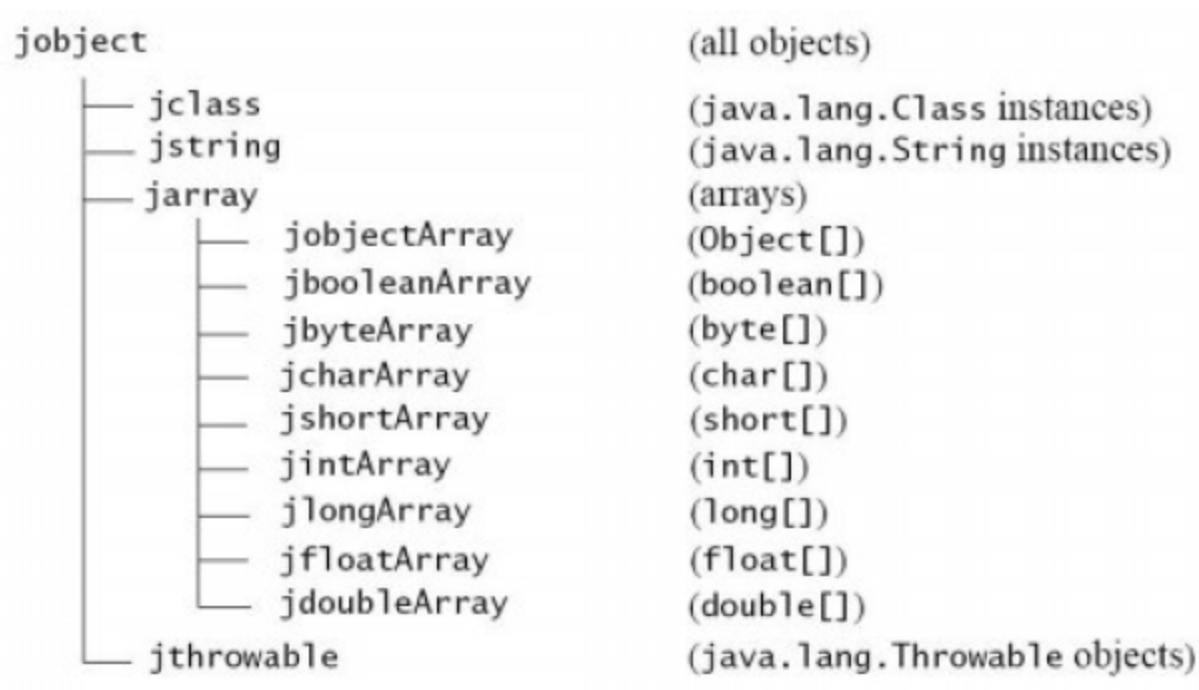 jobject (all objects)
jclass (java.lang.Class instances)
jstring (java.lang.String instances)
jarray (arrays)
jobjectArray (Object[])
jbooleanArray (boolean[])
jbyteArray (byte[])
jcharArray (char[])
jshortArray (short[])
jintArray (int[])
jlongArray (long[])
jfloatArray (float[])
jdoubleArray (double[])
jthrowable (java.lang.Throwable objects)